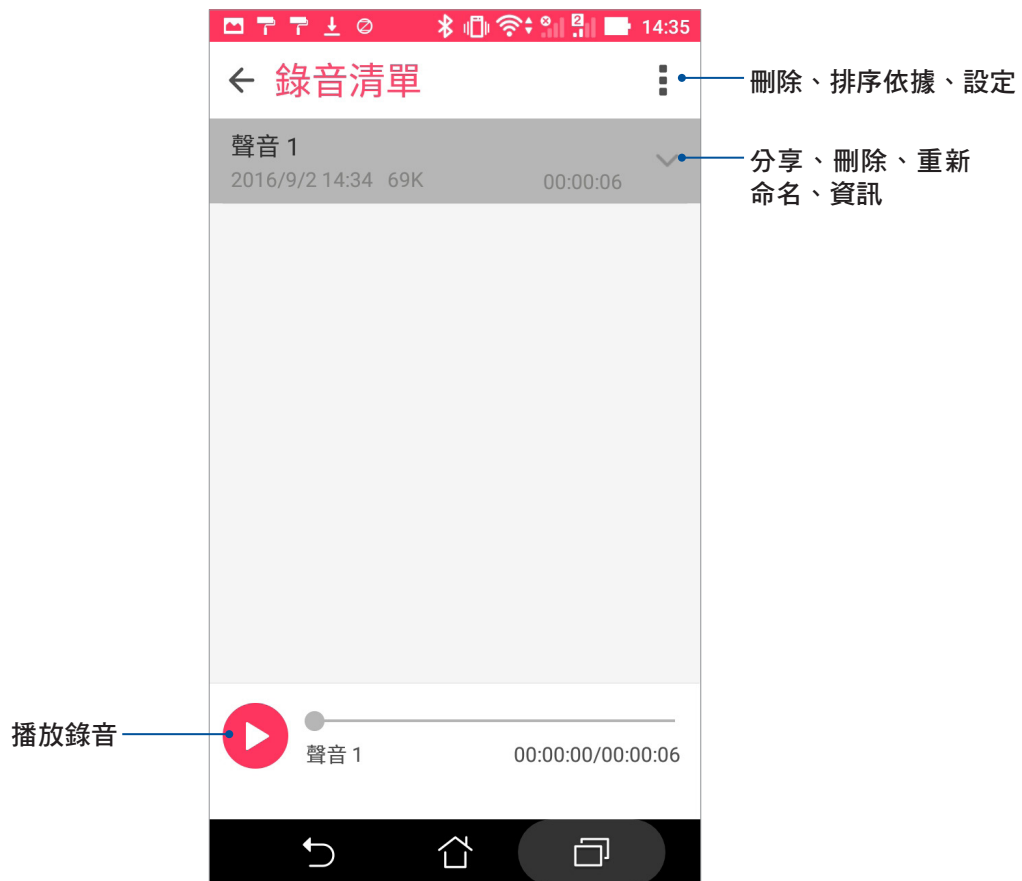 14:35
錄音清單
刪除、排序依據、設定
聲音 1
2016/9/2 14:34 69K 00:00:06
分享、刪除、重新
命名、資訊
播放錄音
聲音 1 00:00:00/00:00:06
2